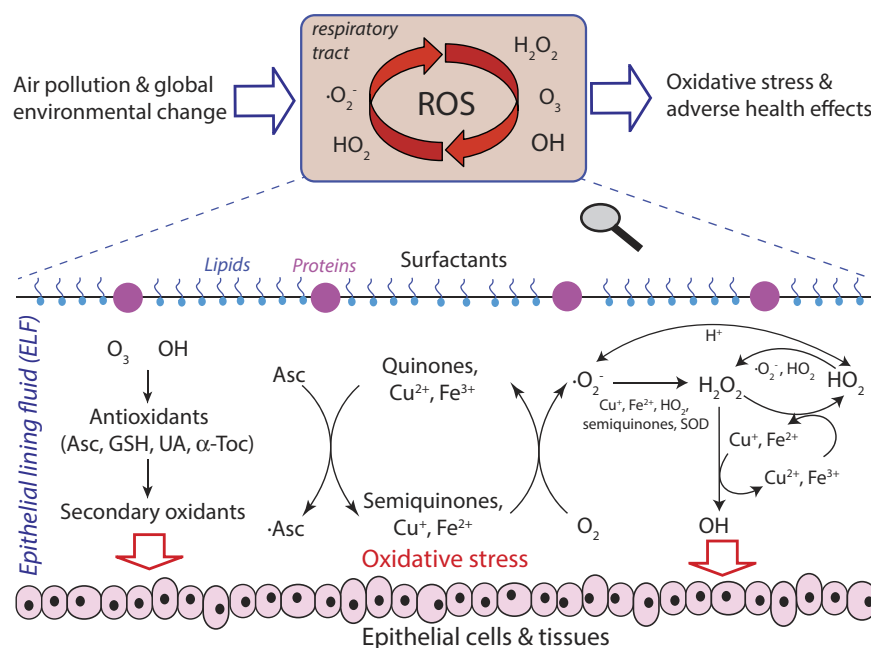 respiratory
tract
H₂O₂
Air pollution & global
environmental change
·O₂⁻
ROS
O₃
HO₂
OH
Oxidative stress &
adverse health effects
Lipids
Proteins
Surfactants
Epithelial lining fluid (ELF)
O₃ OH
Antioxidants
(Asc, GSH, UA, α-Toc)
Secondary oxidants
Asc
·Asc
Quinones,
Cu²⁺, Fe³⁺
Semiquinones,
Cu⁺, Fe²⁺
·O₂⁻
O₂
Cu⁺, Fe²⁺, HO₂,
semiquinones, SOD
H⁺
H₂O₂
·O₂⁻, HO₂
HO₂
Cu⁺, Fe²⁺
Cu²⁺, Fe³⁺
OH
Oxidative stress
Epithelial cells & tissues